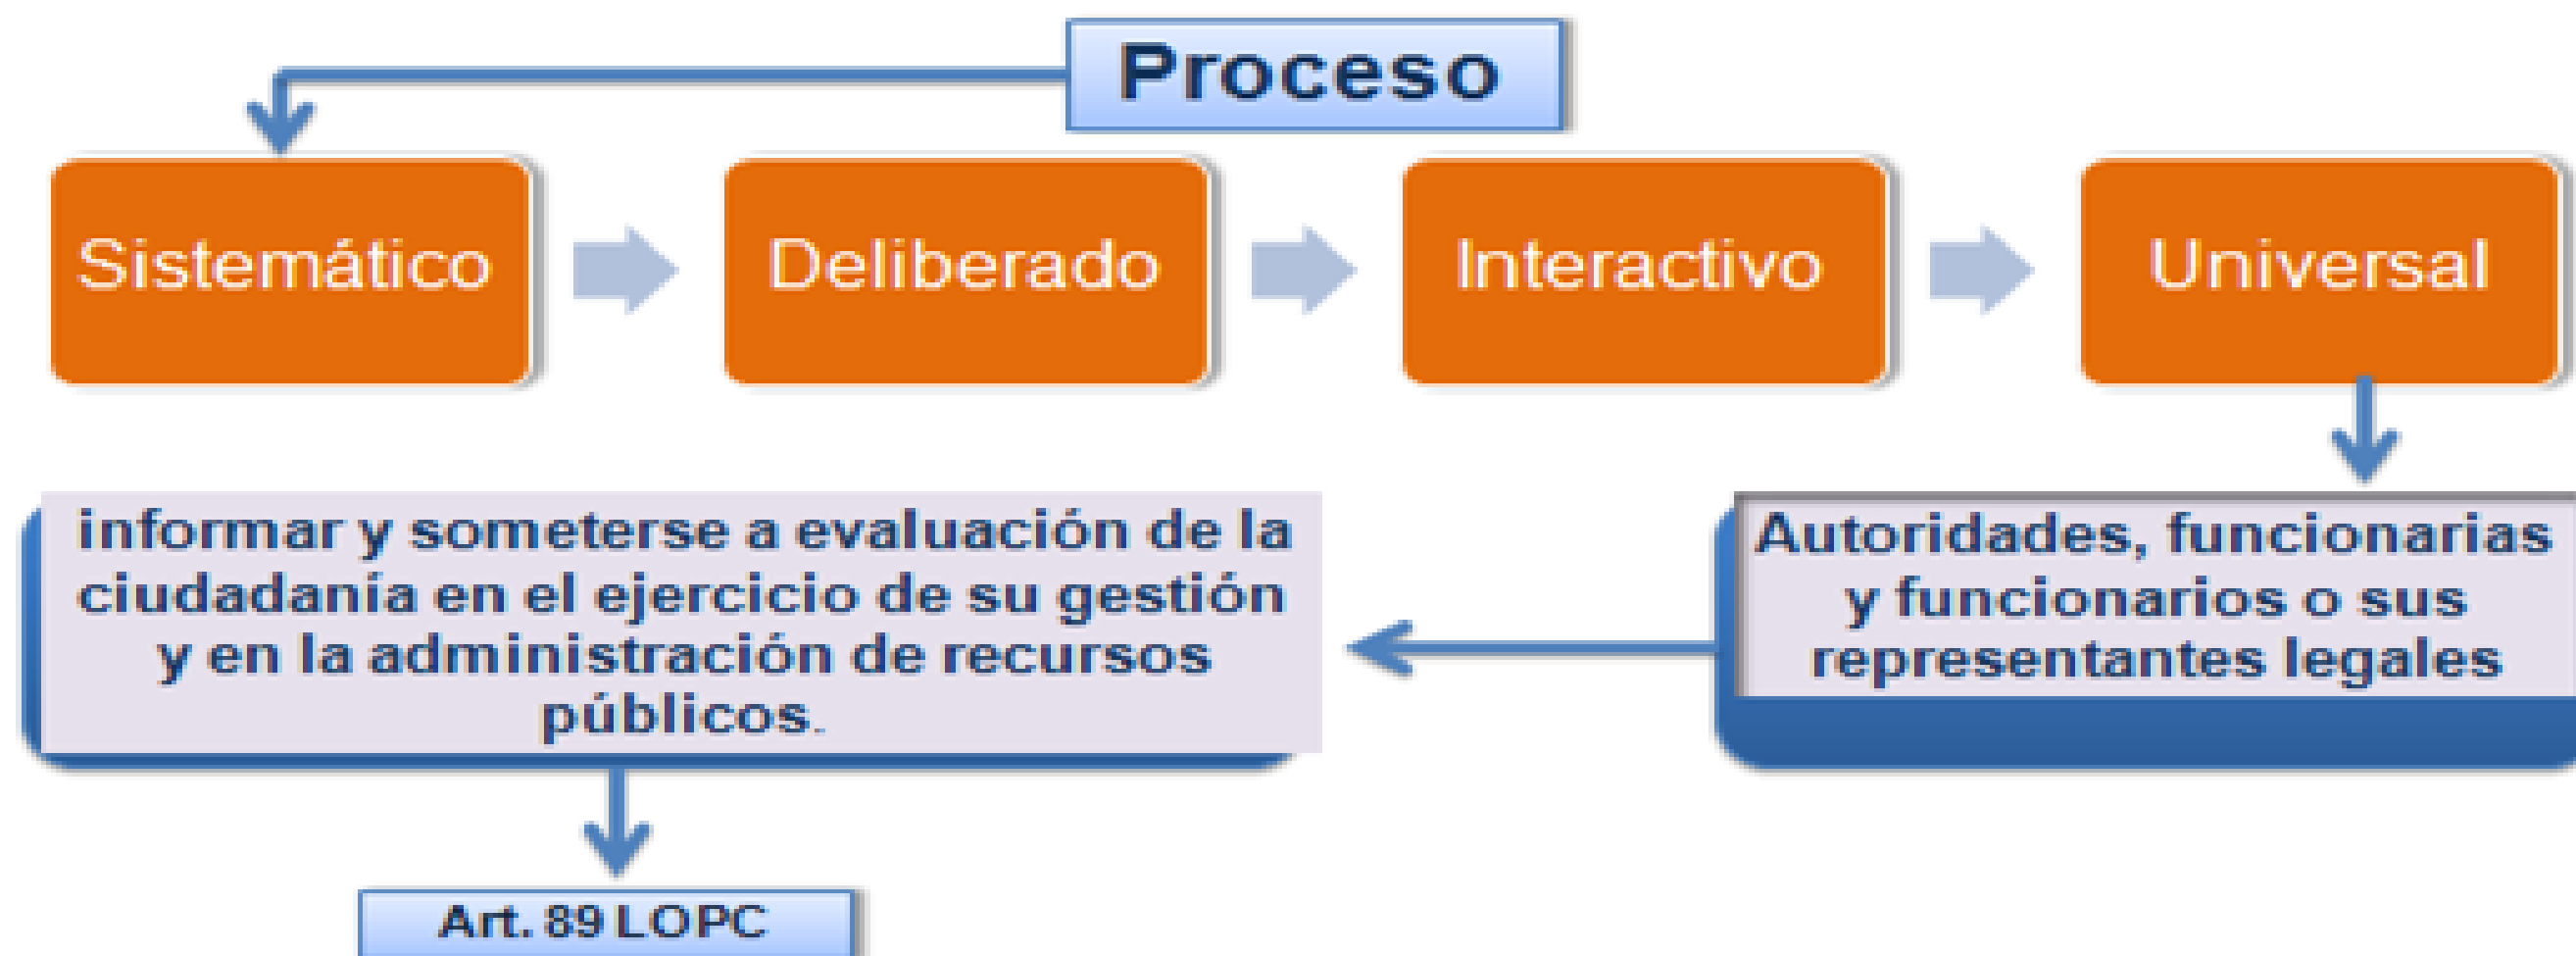 Proceso
Sistemático
Deliberado
Interactivo
Universal
Autoridades, funcionarias
y funcionarios o sus
representantes legales
informar y someterse a evaluación de la
ciudadanía en el ejercicio de su gestión
y en la administración de recursos
públicos.
Art. 89 LOPC